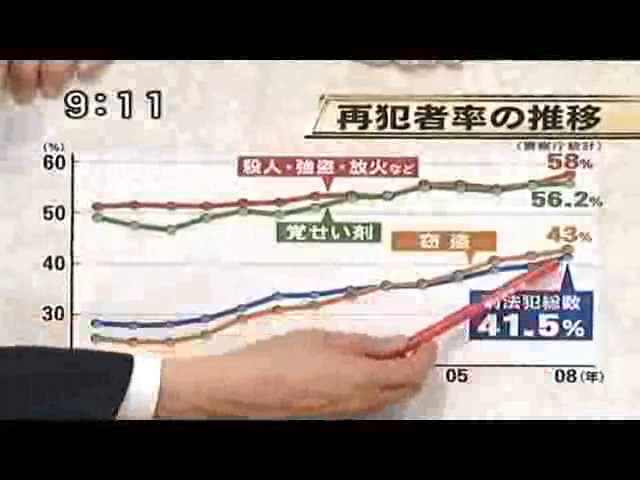 9:11
再犯者率の推移
(警察庁統計)
(%)
60
50
40
30
58%
殺人・強盗・放火など
56.2%
覚せい剤
43%
窃盗
刑法犯総数
41.5%
05
08(年)